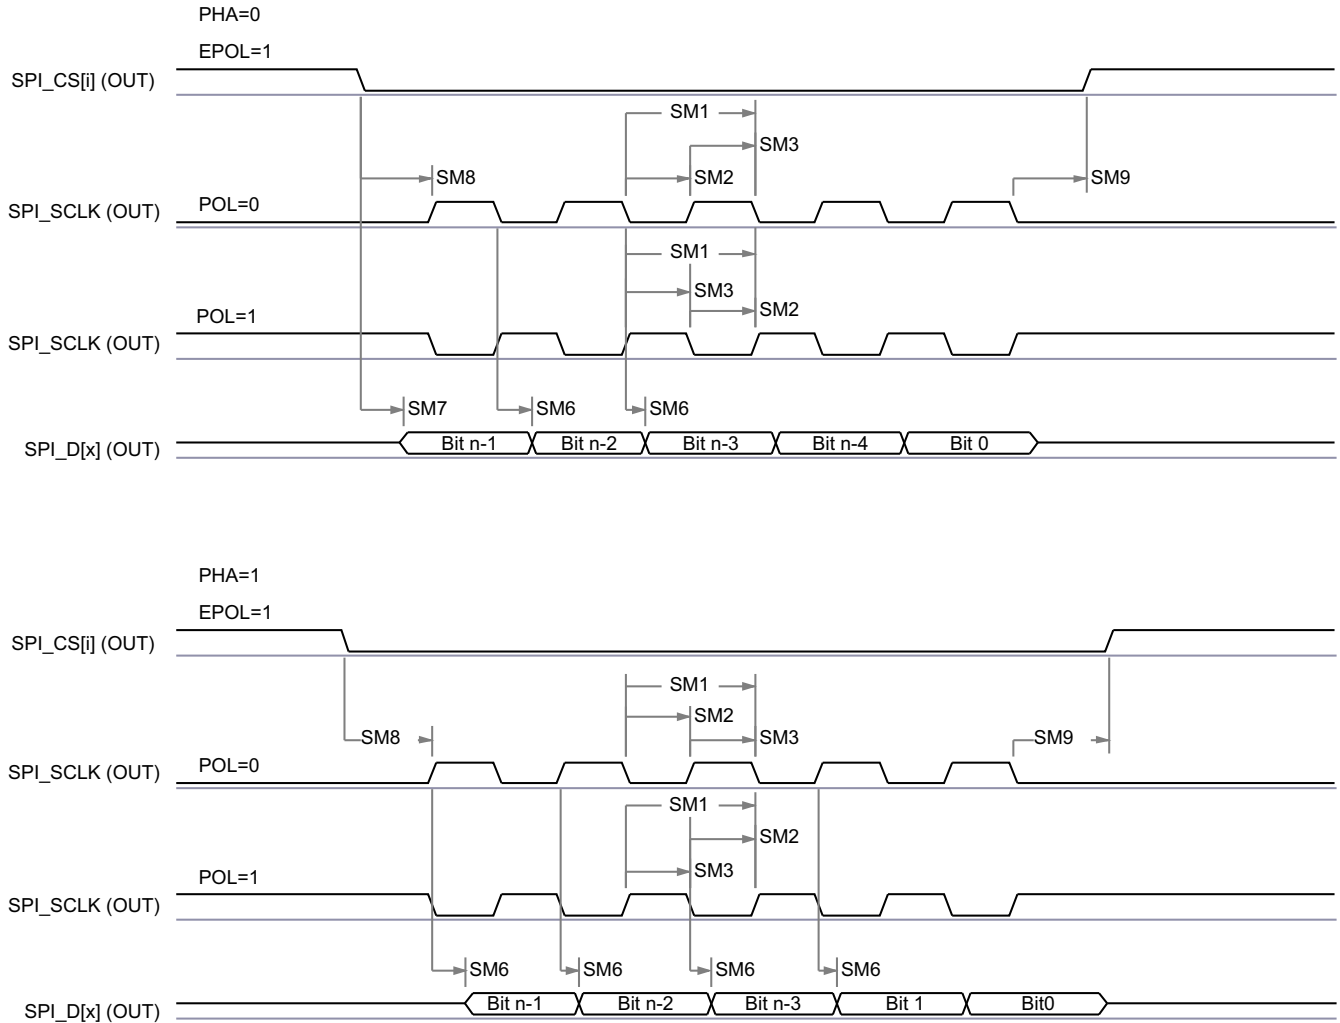 PHA=0
EPOL=1
SPI_CS[i] (OUT)
SM1
SM3
SM8
SM2
SM9
POL=0
SPI_SCLK (OUT)
SM1
SM3
SM2
POL=1
SPI_SCLK (OUT)
SM7
SM6
SM6
SPI_D[x] (OUT)
Bit n-1
Bit n-2
Bit n-3
Bit n-4
Bit 0
PHA=1
EPOL=1
SPI_CS[i] (OUT)
SM1
SM2
SM8
SM3
SM9
POL=0
SPI_SCLK (OUT)
SM1
SM2
SM3
POL=1
SPI_SCLK (OUT)
SM6
SM6
SM6
SM6
SPI_D[x] (OUT)
Bit n-1
Bit n-2
Bit n-3
Bit 1
Bit0